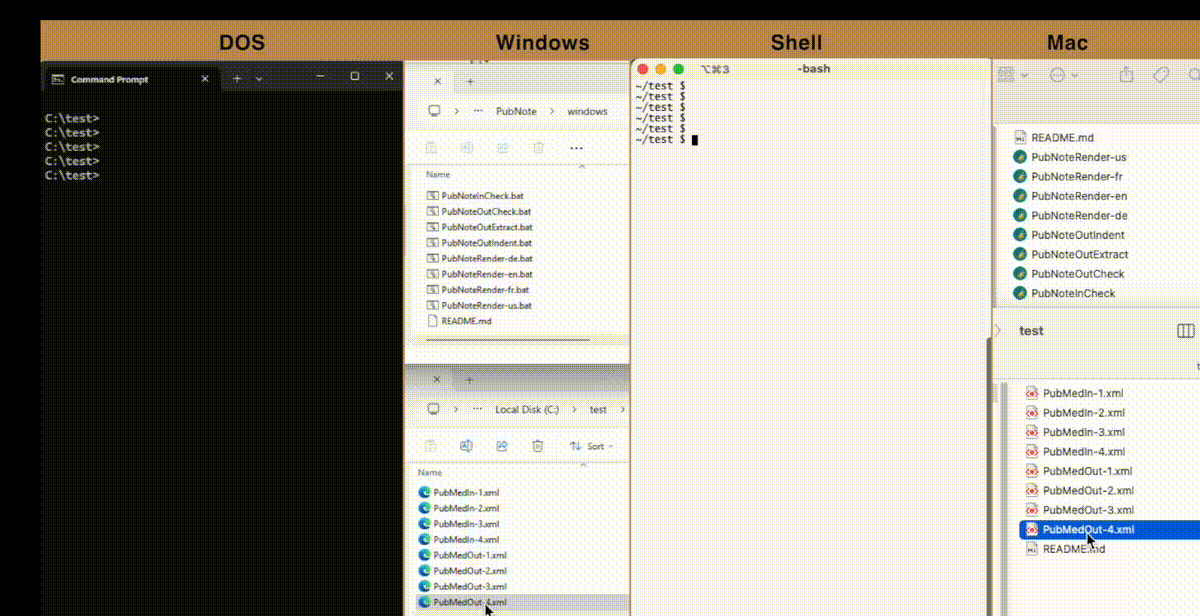 DOS
Windows
Shell
Mac
Command Prompt
C:\test>
C:\test>
C:\test>
C:\test>
C:\test>
PubNote > windows
Name
PubNoteInCheck.bat
PubNoteOutCheck.bat
PubNoteOutExtract.bat
PubNoteOutIndent.bat
PubNoteRender-de.bat
PubNoteRender-en.bat
PubNoteRender-fr.bat
PubNoteRender-us.bat
README.md
Local Disk (C:) > test >
Sort
Name
PubMedIn-1.xml
PubMedIn-2.xml
PubMedIn-3.xml
PubMedIn-4.xml
PubMedOut-1.xml
PubMedOut-2.xml
PubMedOut-3.xml
PubMedOut-4.xml
⌥⌘3
-bash
~/test $
~/test $
~/test $
~/test $
~/test $
~/test $
README.md
PubNoteRender-us
PubNoteRender-fr
PubNoteRender-en
PubNoteRender-de
PubNoteOutIndent
PubNoteOutExtract
PubNoteOutCheck
PubNoteInCheck
test
PubMedIn-1.xml
PubMedIn-2.xml
PubMedIn-3.xml
PubMedIn-4.xml
PubMedOut-1.xml
PubMedOut-2.xml
PubMedOut-3.xml
PubMedOut-4.xml
README.md